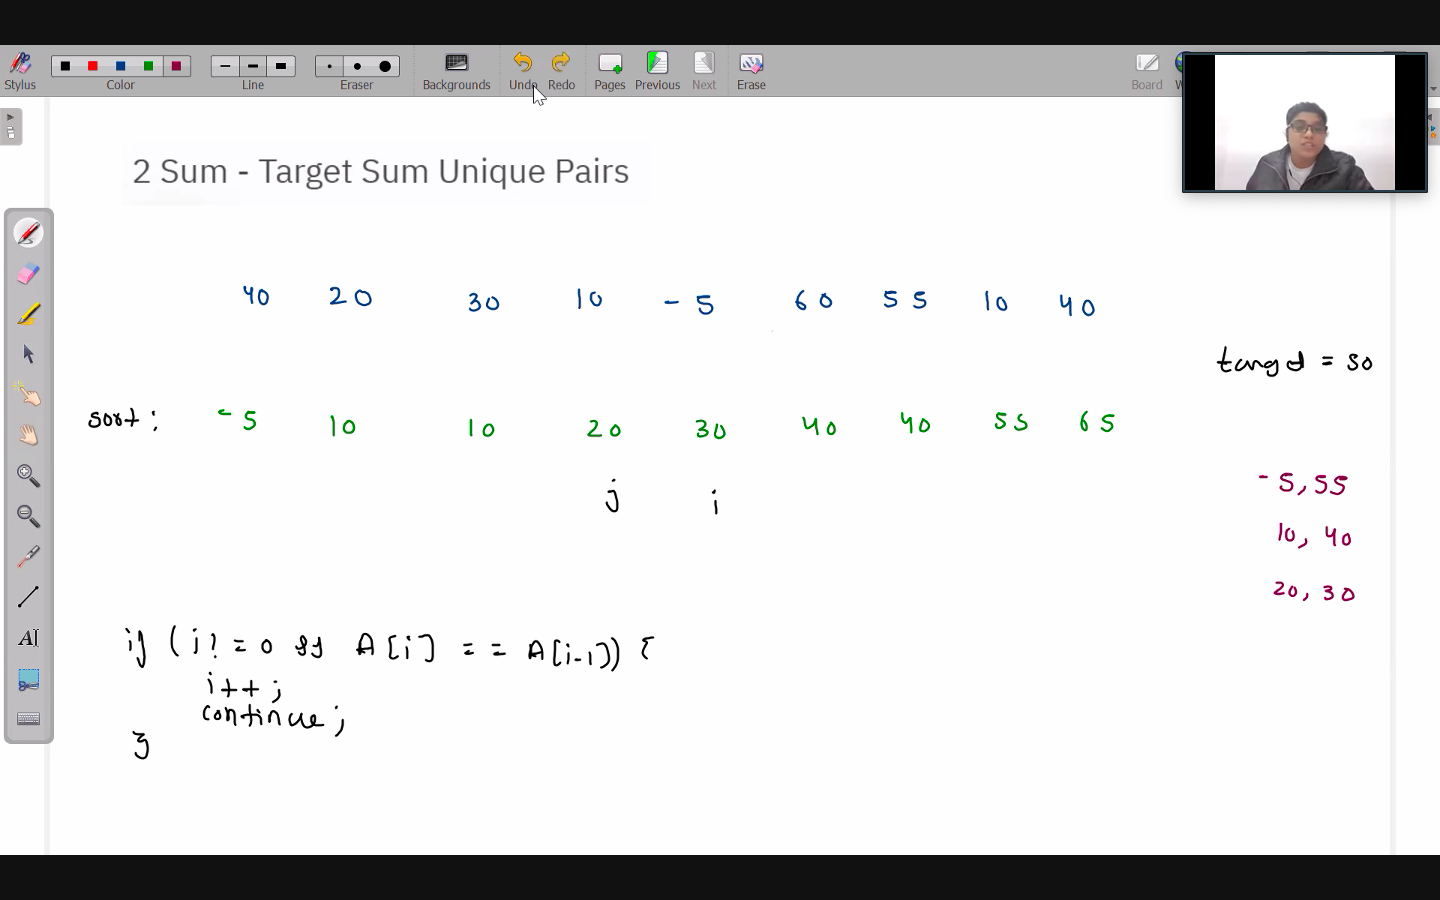 Stylus Color Line Eraser Backgrounds Undo Redo Pages Previous Next Erase Board
2 Sum - Target Sum Unique Pairs
40 20 30 10 - 5 60 55 10 40
target = 50
sort : - 5 10 10 20 30 40 40 55 65
j i
- 5, 55
10, 40
20, 30
if ( i != 0 && A[i] == A[i-1]) {
i++;
continue;
}
AI